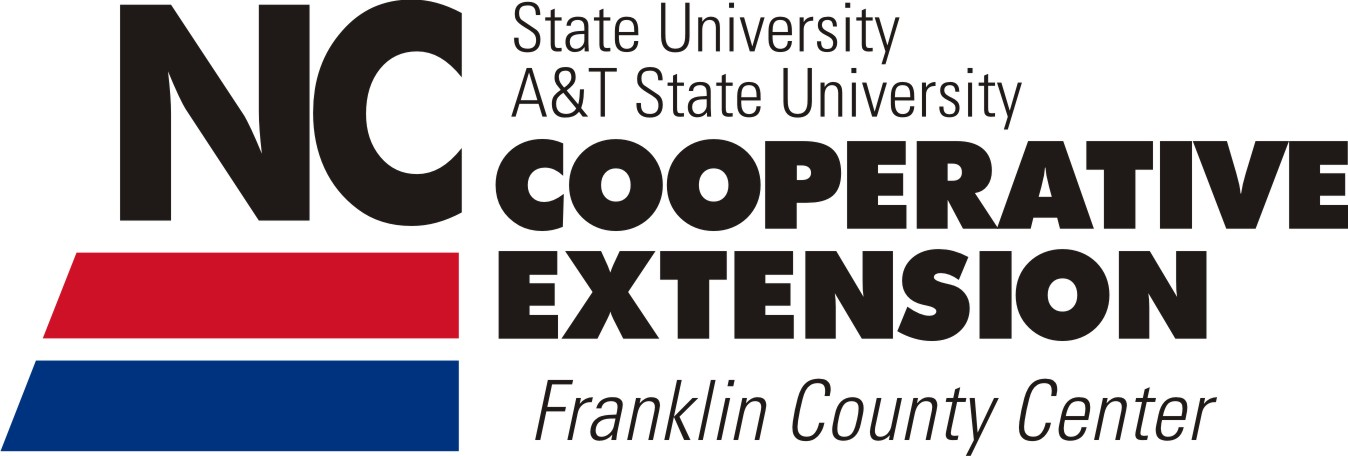 NC
State University
A&T State University
COOPERATIVE
EXTENSION
Franklin County Center